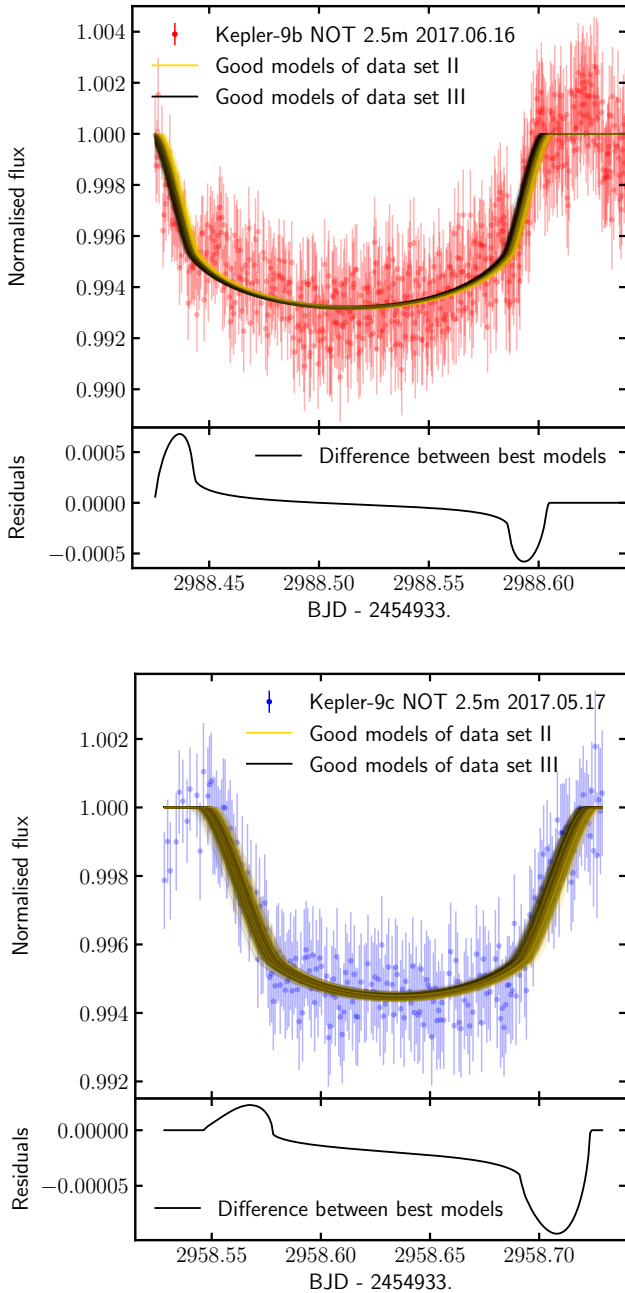 Kepler-9b NOT 2.5m 2017.06.16
Good models of data set II
Good models of data set III
1.004
1.002
1.000
0.998
0.996
0.994
0.992
0.990
Normalised flux
Difference between best models
0.0005
0.0000
−0.0005
Residuals
2988.45 2988.50 2988.55 2988.60
BJD - 2454933.
Kepler-9c NOT 2.5m 2017.05.17
Good models of data set II
Good models of data set III
1.002
1.000
0.998
0.996
0.994
0.992
Normalised flux
0.00000
−0.00005
Residuals
Difference between best models
2958.55 2958.60 2958.65 2958.70
BJD - 2454933.